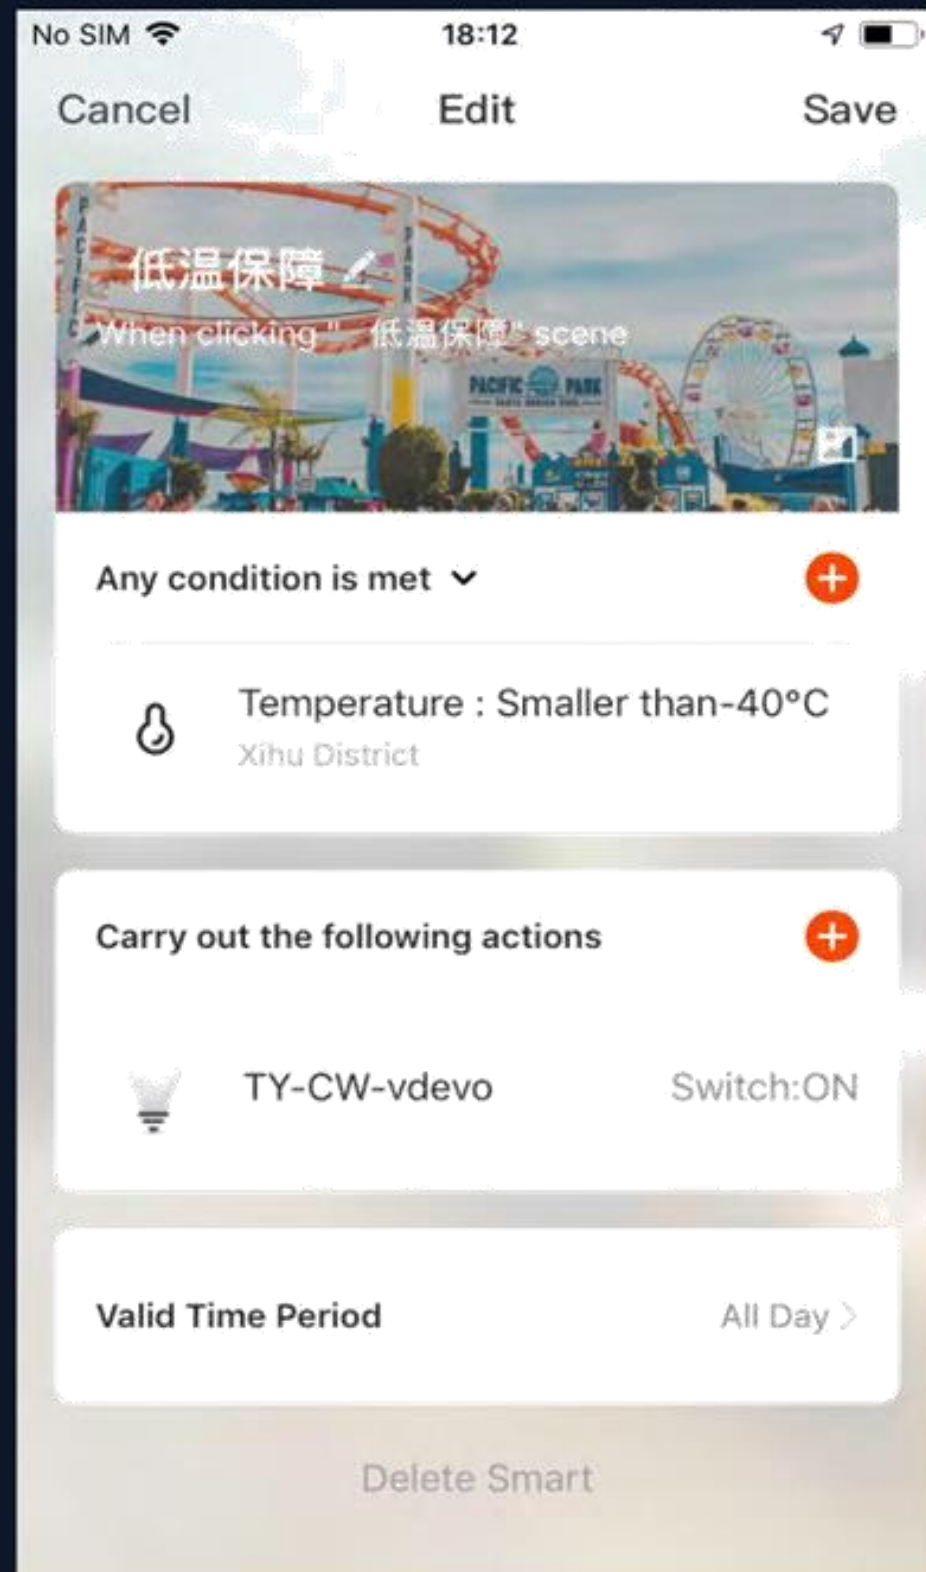 No SIM 18:12
Cancel Edit Save
低温保障
When clicking " 低温保障" scene
PACIFIC PARK
Any condition is met
Temperature : Smaller than-40°C
Xihu District
Carry out the following actions
TY-CW-vdevo Switch:ON
Valid Time Period All Day
Delete Smart